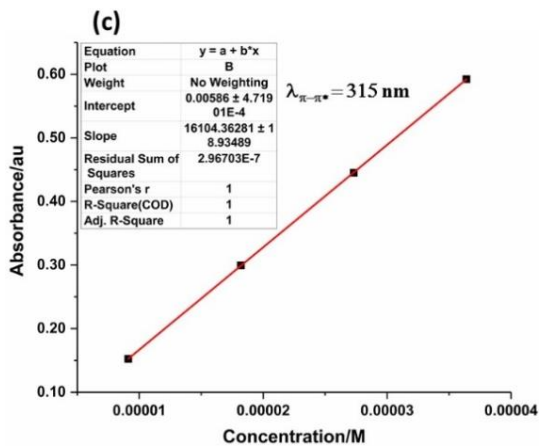 (c)
Equation y = a + b*x
Plot B
Weight No Weighting
Intercept 0.00586 ± 4.719
01E-4
Slope 16104.36281 ± 1
8.93489
Residual Sum of 2.96703E-7
Squares
Pearson's r 1
R-Square(COD) 1
Adj. R-Square 1
λπ–π* = 315 nm
Absorbance/au
0.60
0.50
0.40
0.30
0.20
0.10
0.00001 0.00002 0.00003 0.00004
Concentration/M